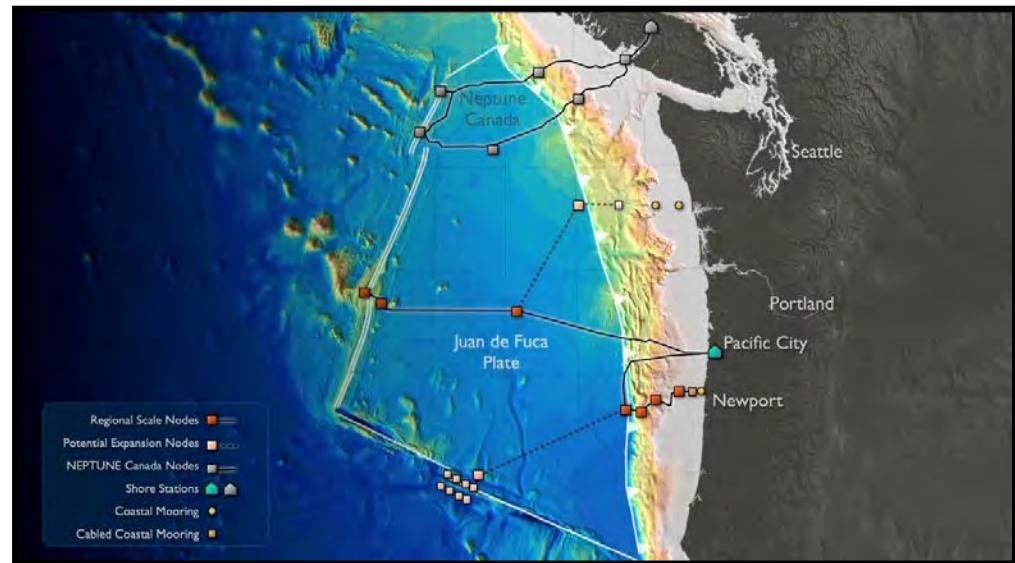 Neptune
Canada
Seattle
Portland
Juan de Fuca
Plate
Pacific City
Newport
Regional Scale Nodes
Potential Expansion Nodes
NEPTUNE Canada Nodes
Shore Stations
Coastal Mooring
Cabled Coastal Mooring